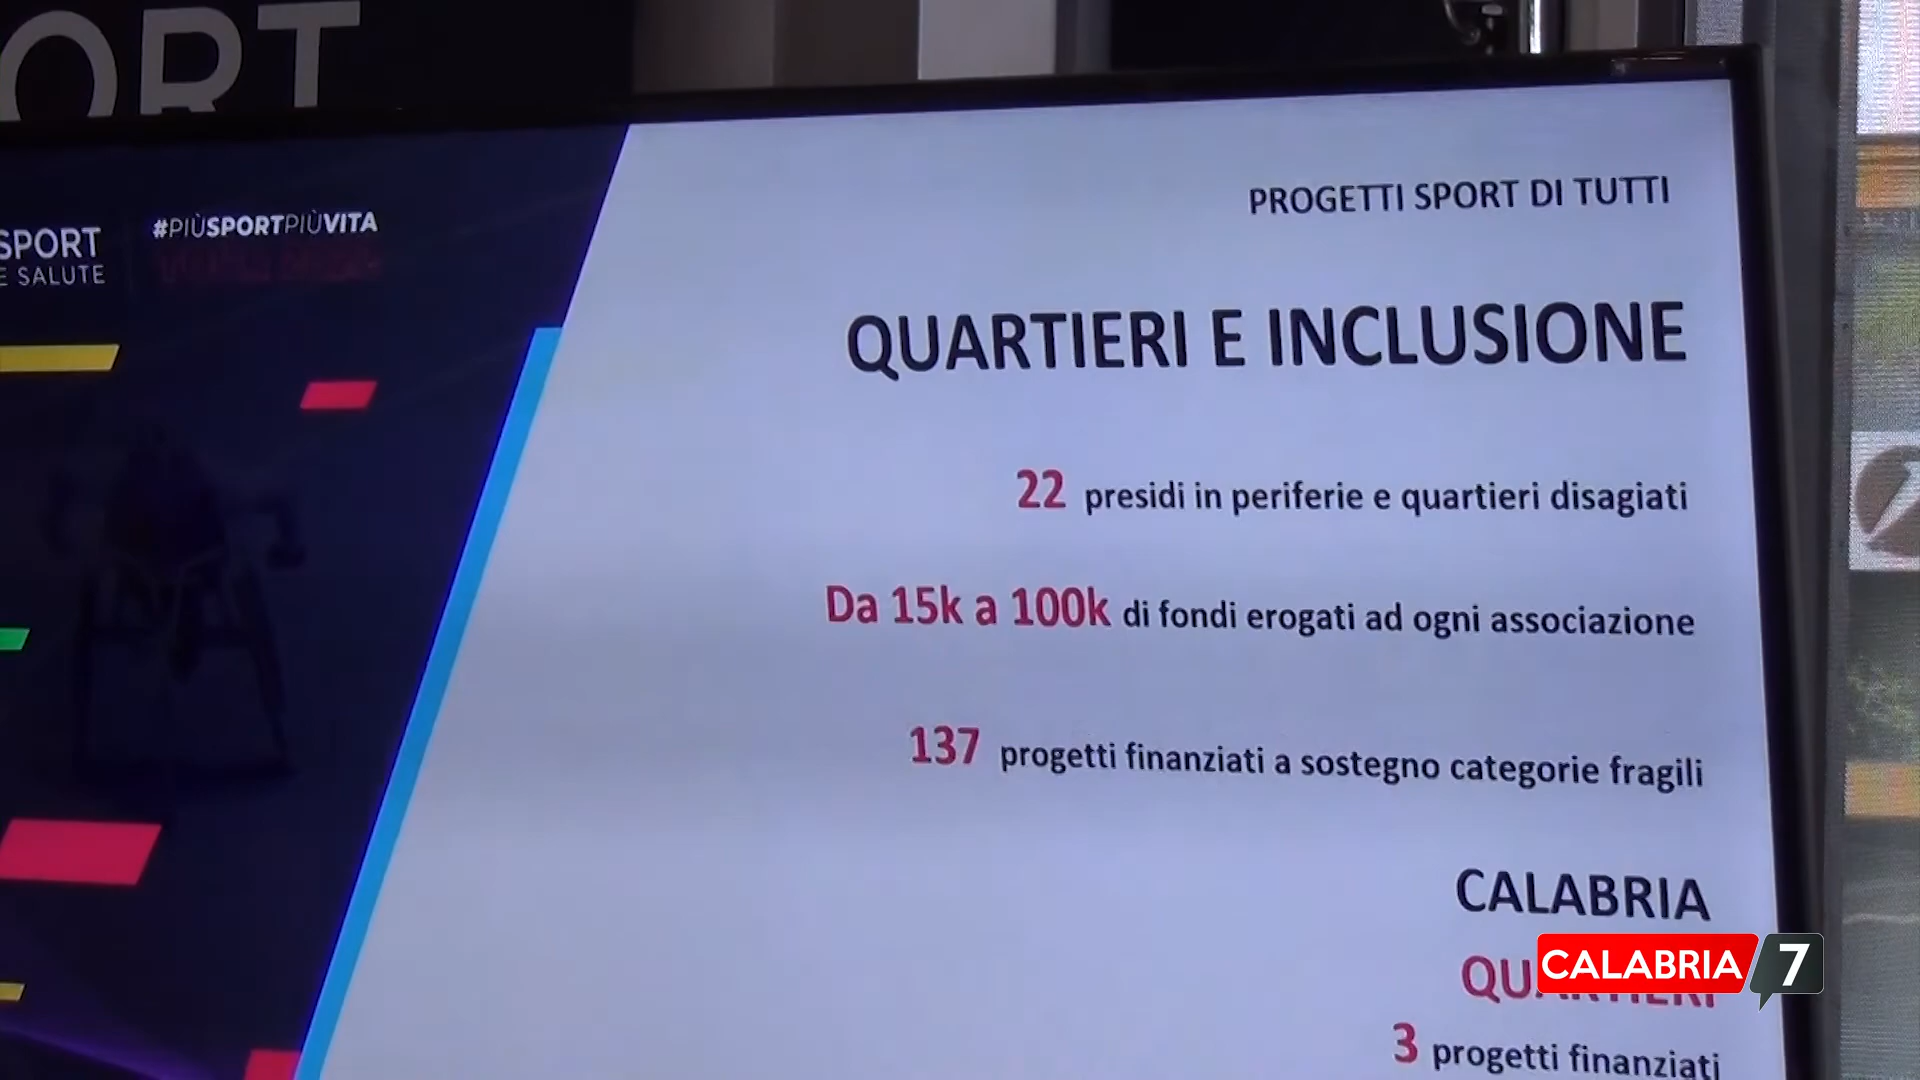 ORT
SPORT
E SALUTE
#PIÙSPORTPIÙVITA
PROGETTI SPORT DI TUTTI
QUARTIERI E INCLUSIONE
22 presidi in periferie e quartieri disagiati
Da 15k a 100k di fondi erogati ad ogni associazione
137 progetti finanziati a sostegno categorie fragili
CALABRIA
QUARTIERI
3 progetti finanziati
CALABRIA 7